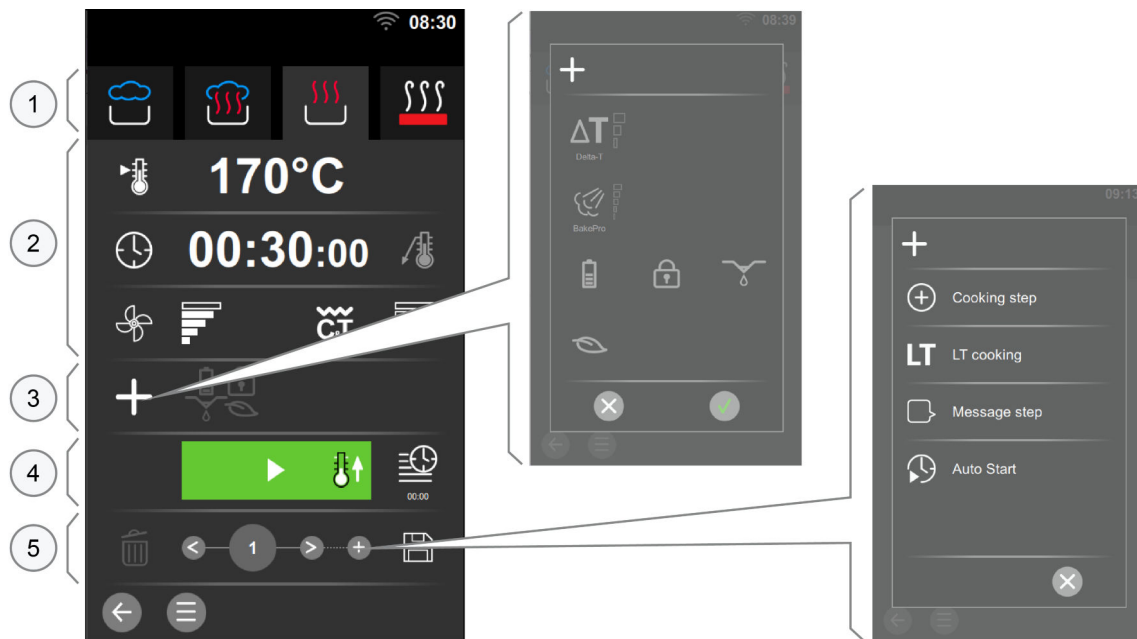 08:30
1
170°C
2
00:30:00
C°T
3
4
00:00
5
1
08:39
ΔT
Delta-T
BakePro
09:13
Cooking step
LT LT cooking
Message step
Auto Start